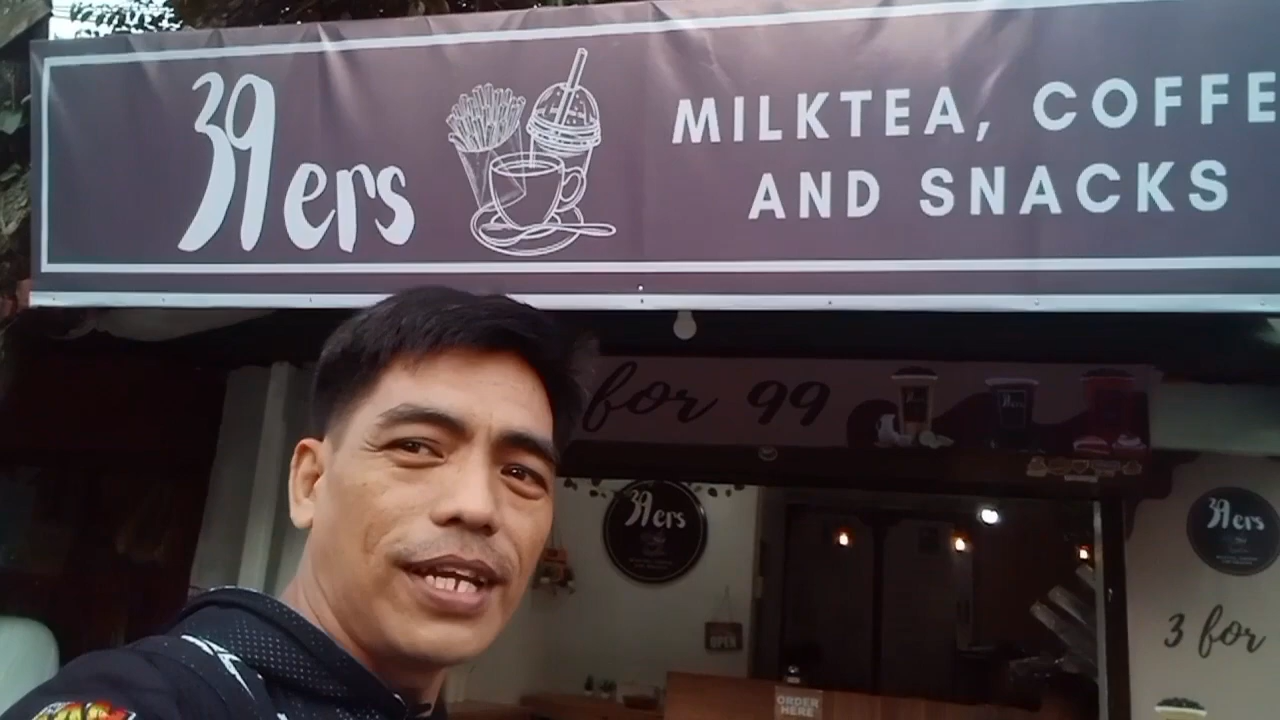 39ers
MILKTEA, COFFE
AND SNACKS
for 99
39ers
39ers
OPEN
3 for
ORDER
HERE